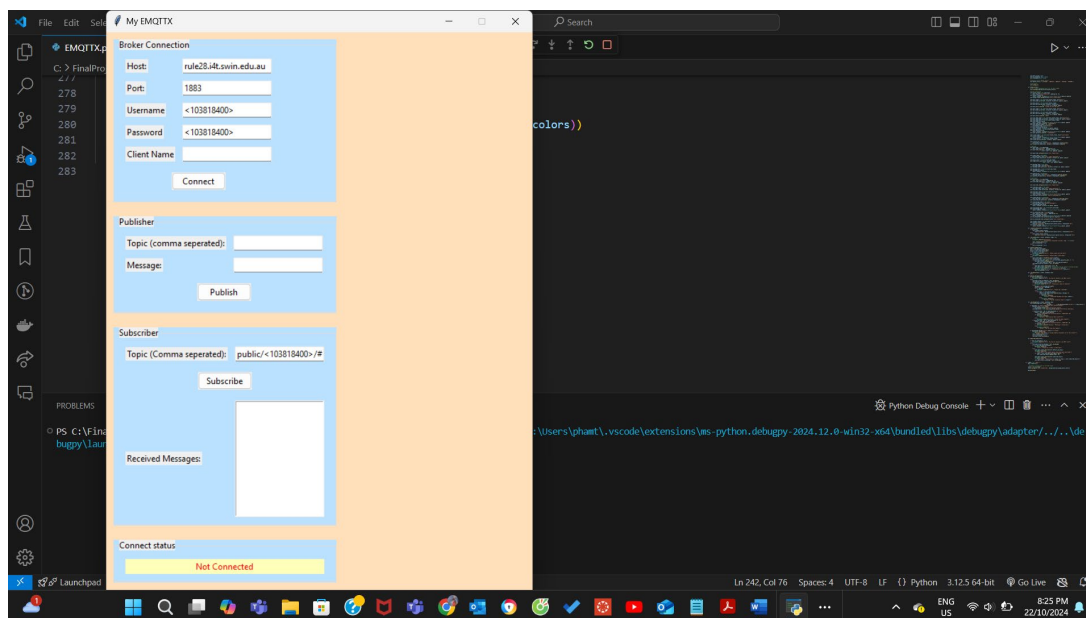 File Edit Sele
My EMQTTX
Search
EMQTTX.p
C: > FinalPro
277
278
279
280
colors))
281
282
283
Broker Connection
Host: rule28.i4t.swin.edu.au
Port: 1883
Username <103818400>
Password <103818400>
Client Name
Connect
Publisher
Topic (comma seperated):
Message:
Publish
Subscriber
Topic (Comma seperated): public/<103818400>/#
Subscribe
Received Messages:
Connect status
Not Connected
PROBLEMS
Python Debug Console
PS C:\Fina
:\Users\phamt\.vscode\extensions\ms-python.debugpy-2024.12.0-win32-x64\bundled\libs\debugpy\adapter/../..\de
bugpy\laun
1
Launchpad
Ln 242, Col 76 Spaces: 4 UTF-8 LF {} Python 3.12.5 64-bit Go Live
ENG
US
8:25 PM
22/10/2024